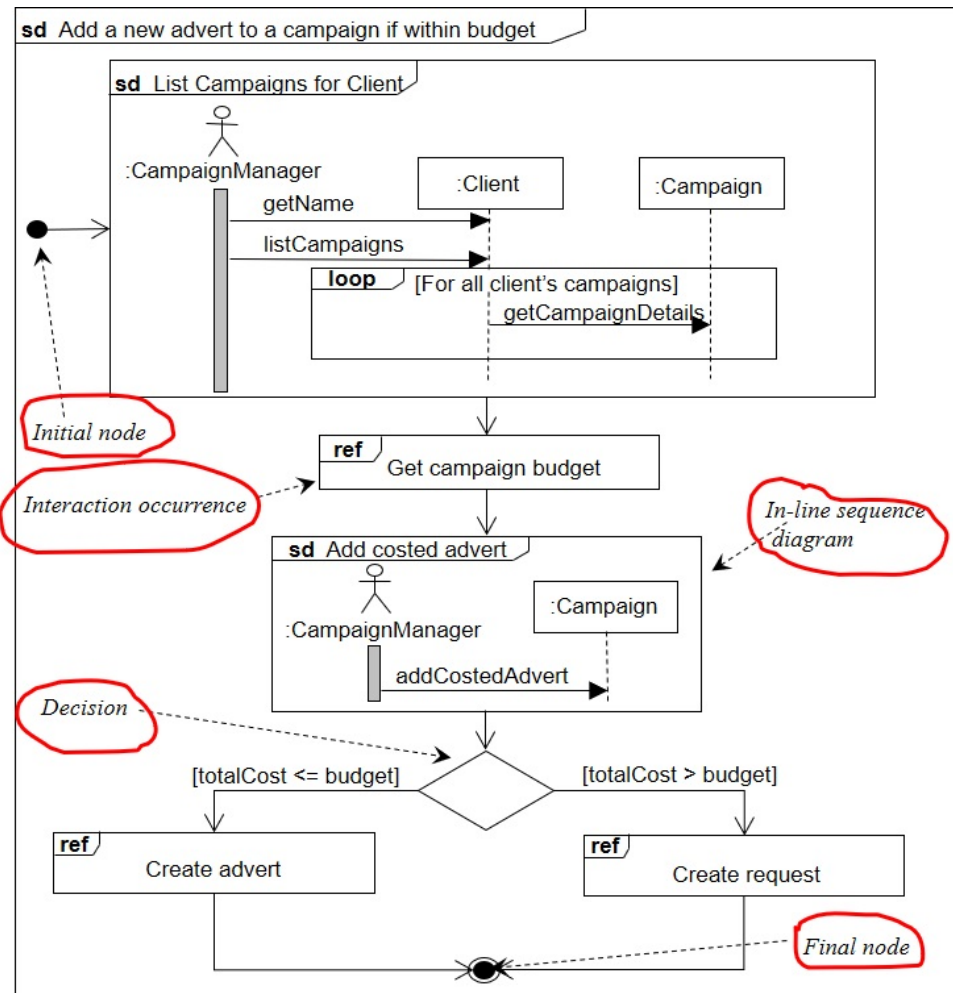 sd Add a new advert to a campaign if within budget
sd List Campaigns for Client
:CampaignManager
:Client
:Campaign
getName
listCampaigns
loop
[For all client's campaigns]
getCampaignDetails
Initial node
ref
Get campaign budget
Interaction occurrence
In-line sequence
diagram
sd Add costed advert
:CampaignManager
:Campaign
addCostedAdvert
Decision
[totalCost <= budget]
[totalCost > budget]
ref
Create advert
ref
Create request
Final node